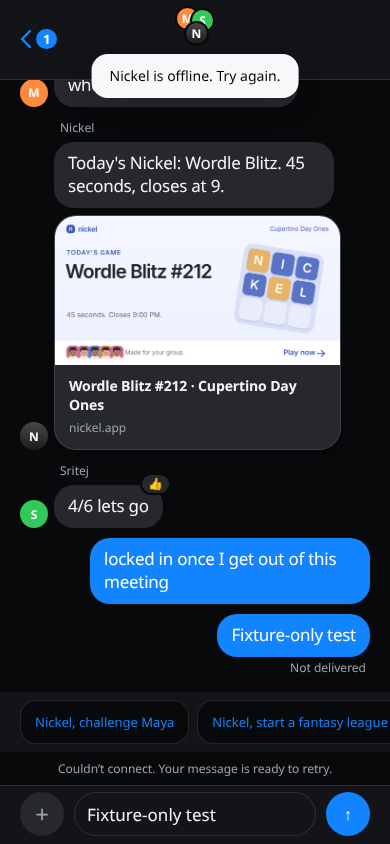 1
M
S
N
Nickel is offline. Try again.
M
Nickel
Today's Nickel: Wordle Blitz. 45
seconds, closes at 9.
n nickel
Cupertino Day Ones
TODAY'S GAME
Wordle Blitz #212
N I C
K E L
45 seconds. Closes 9:00 PM.
Made for your group.
Play now →
Wordle Blitz #212 · Cupertino Day
Ones
nickel.app
N
Sritej
👍
4/6 lets go
S
locked in once I get out of this
meeting
Fixture-only test
Not delivered
Nickel, challenge Maya
Nickel, start a fantasy league
Couldn't connect. Your message is ready to retry.
+
Fixture-only test
↑